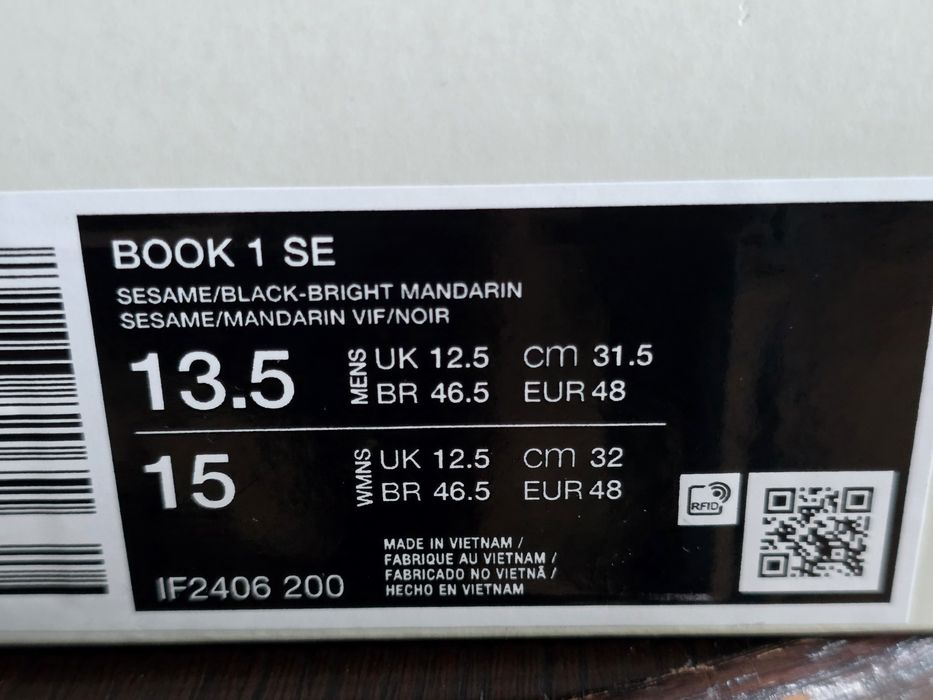 BOOK 1 SE
SESAME/BLACK-BRIGHT MANDARIN
SESAME/MANDARIN VIF/NOIR
13.5 MENS UK 12.5 cm 31.5
BR 46.5 EUR 48
15 WMNS UK 12.5 cm 32
BR 46.5 EUR 48
RFID
MADE IN VIETNAM /
FABRIQUE AU VIETNAM /
FABRICADO NO VIETNÃ /
HECHO EN VIETNAM
IF2406 200